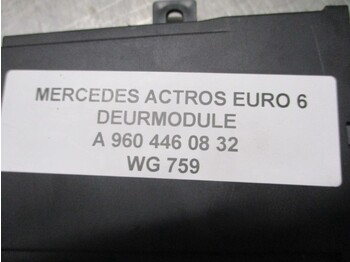 MERCEDES ACTROS EURO 6
DEURMODULE
A 960 446 08 32
WG 759